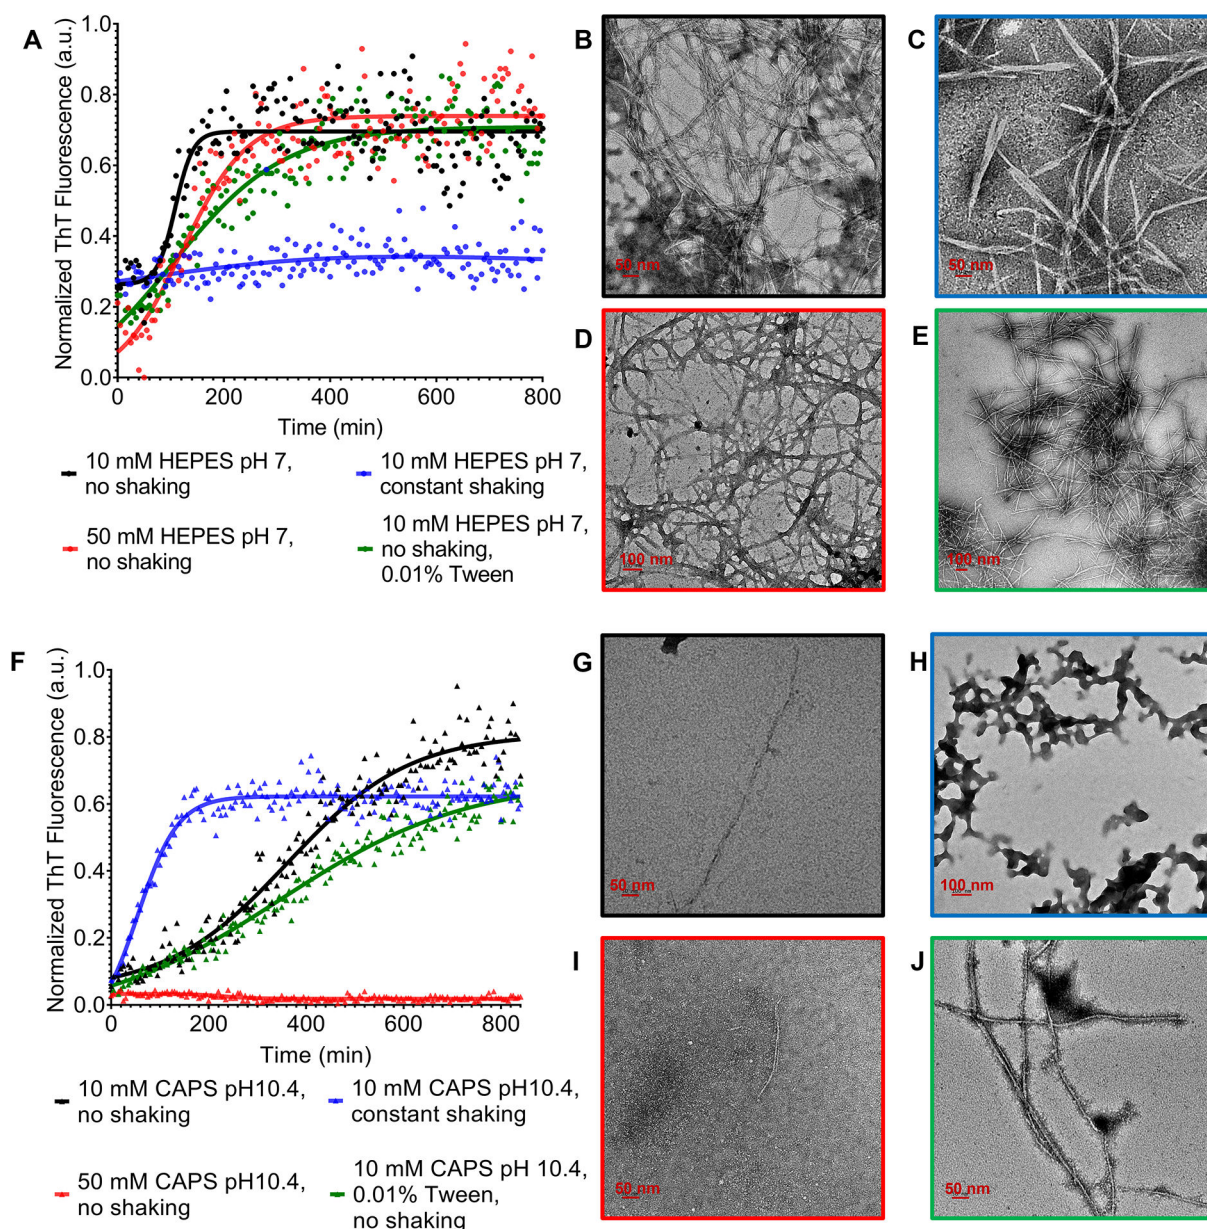 A
Normalized ThT Fluorescence (a.u.)
1.0
0.8
0.6
0.4
0.2
0.0
0 200 400 600 800
Time (min)
10 mM HEPES pH 7,
no shaking
10 mM HEPES pH 7,
constant shaking
50 mM HEPES pH 7,
no shaking
10 mM HEPES pH 7,
no shaking,
0.01% Tween
B
50 nm
C
50 nm
D
100 nm
E
100 nm
F
Normalized ThT Fluorescence (a.u.)
1.0
0.8
0.6
0.4
0.2
0.0
0 200 400 600 800
Time (min)
10 mM CAPS pH10.4,
no shaking
10 mM CAPS pH10.4,
constant shaking
50 mM CAPS pH10.4,
no shaking
10 mM CAPS pH 10.4,
0.01% Tween,
no shaking
G
50 nm
H
100 nm
I
50 nm
J
50 nm